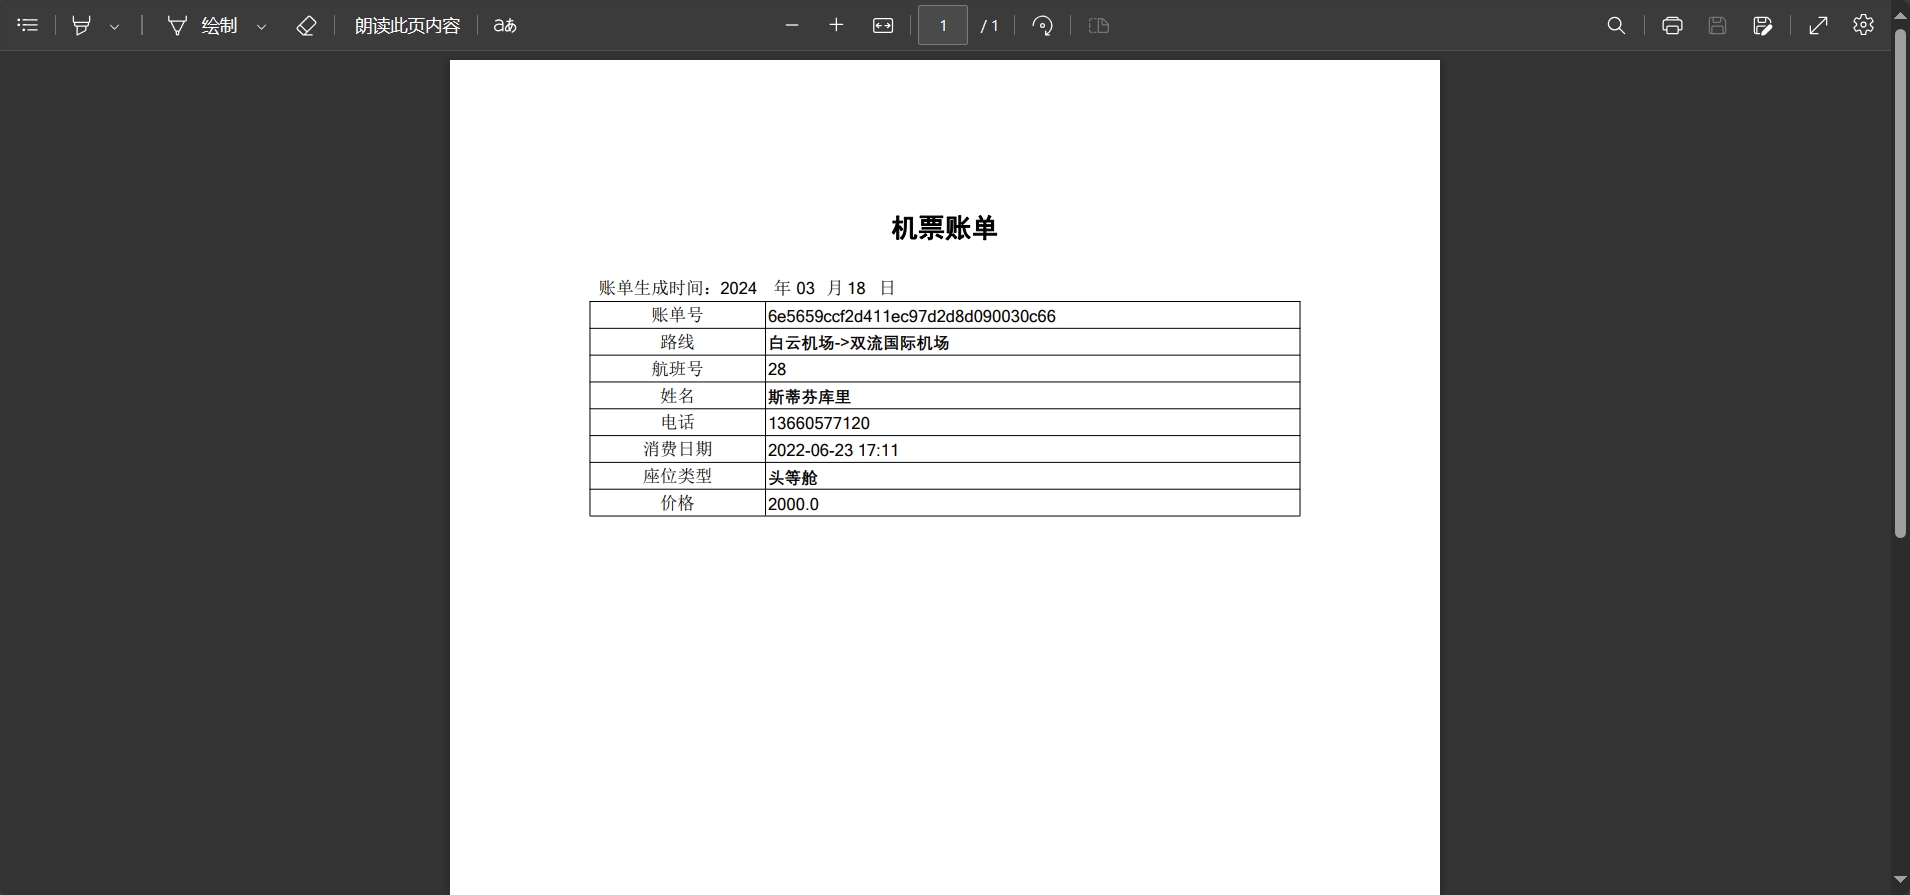 绘制 朗读此页内容 aあ 1 / 1
机票账单
账单生成时间：2024 年 03 月 18 日
账单号 6e5659ccf2d411ec97d2d8d090030c66
路线 白云机场->双流国际机场
航班号 28
姓名 斯蒂芬库里
电话 13660577120
消费日期 2022-06-23 17:11
座位类型 头等舱
价格 2000.0